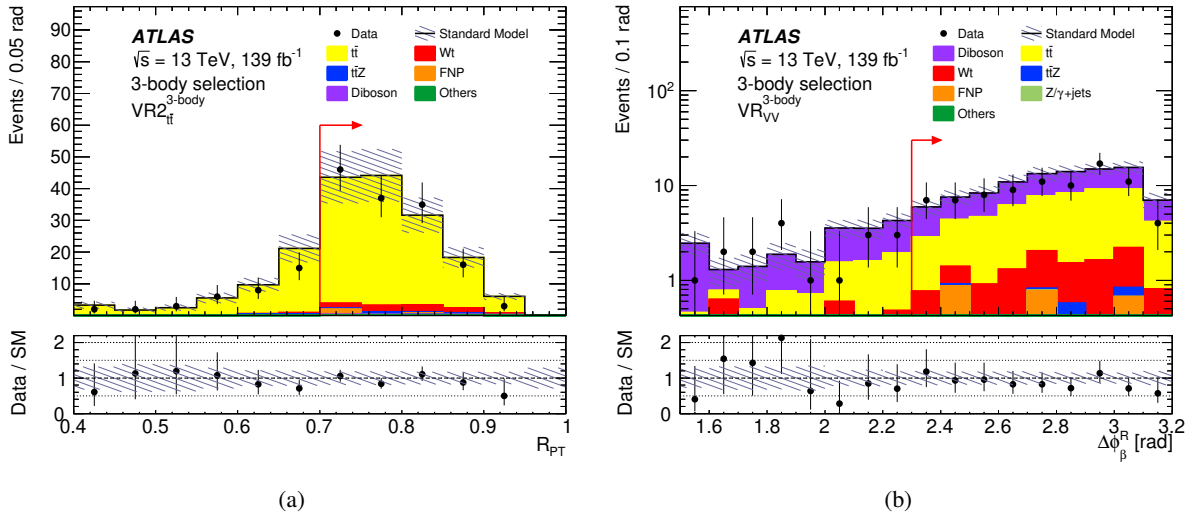 Events / 0.05 rad
90
80
70
60
50
40
30
20
10
ATLAS
√s = 13 TeV, 139 fb⁻¹
3-body selection
VR2 3-body tt̄
Data
Standard Model
tt̄
Wt
tt̄Z
FNP
Diboson
Others
Data / SM
2
1
0
0.4 0.5 0.6 0.7 0.8 0.9 1
R_PT
(a)
Events / 0.1 rad
10²
10
1
ATLAS
√s = 13 TeV, 139 fb⁻¹
3-body selection
VR 3-body VV
Data
Standard Model
Diboson
tt̄
Wt
tt̄Z
FNP
Z/γ+jets
Others
Data / SM
2
1
0
1.6 1.8 2 2.2 2.4 2.6 2.8 3 3.2
Δφ_β^R [rad]
(b)